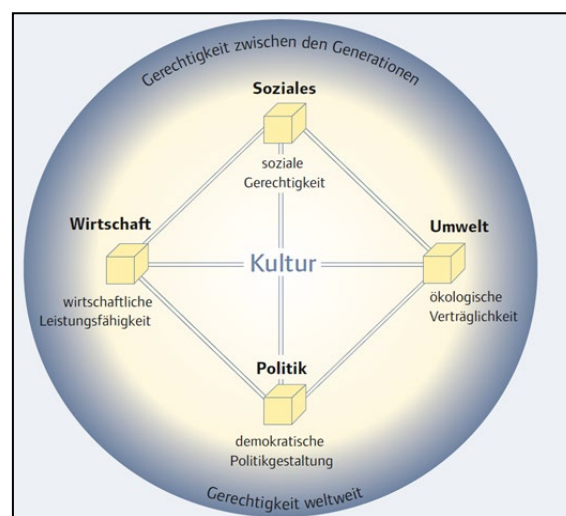 Gerechtigkeit zwischen den Generationen
Soziales
soziale
Gerechtigkeit
Wirtschaft
wirtschaftliche
Leistungsfähigkeit
Kultur
Umwelt
ökologische
Verträglichkeit
Politik
demokratische
Politikgestaltung
Gerechtigkeit weltweit